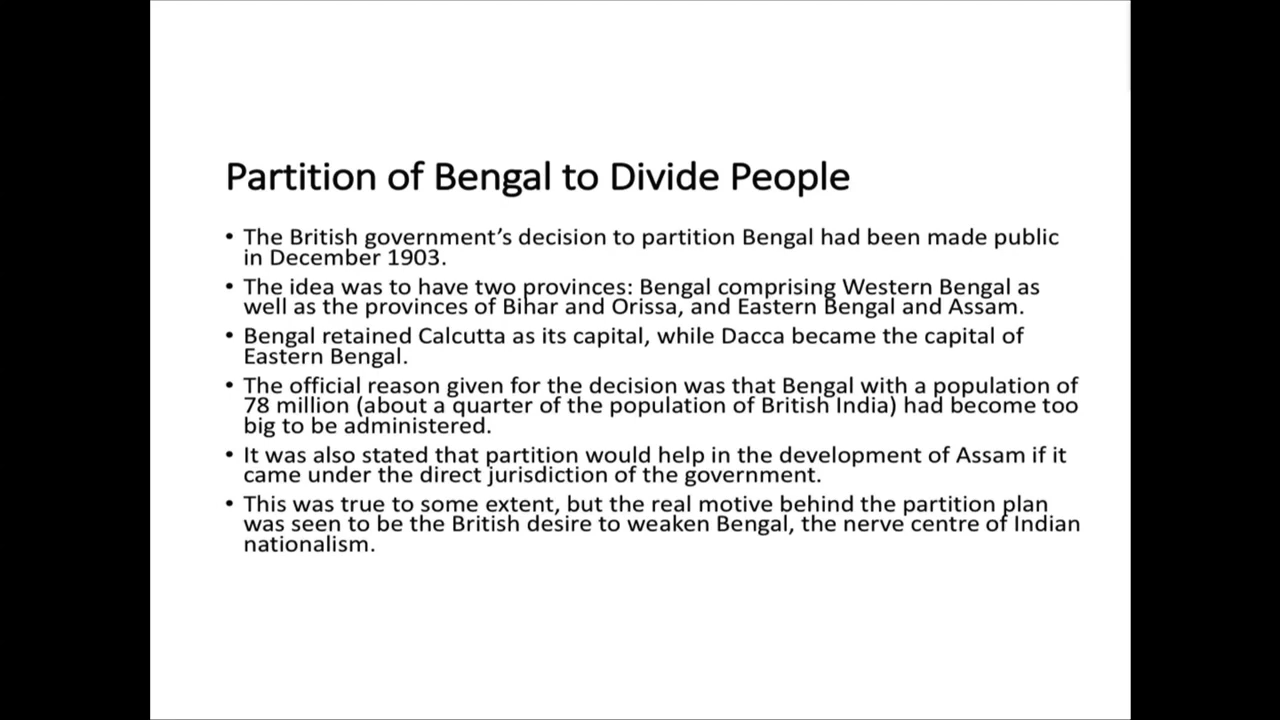 Partition of Bengal to Divide People
• The British government’s decision to partition Bengal had been made public
in December 1903.
• The idea was to have two provinces: Bengal comprising Western Bengal as
well as the provinces of Bihar and Orissa, and Eastern Bengal and Assam.
• Bengal retained Calcutta as its capital, while Dacca became the capital of
Eastern Bengal.
• The official reason given for the decision was that Bengal with a population of
78 million (about a quarter of the population of British India) had become too
big to be administered.
• It was also stated that partition would help in the development of Assam if it
came under the direct jurisdiction of the government.
• This was true to some extent, but the real motive behind the partition plan
was seen to be the British desire to weaken Bengal, the nerve centre of Indian
nationalism.